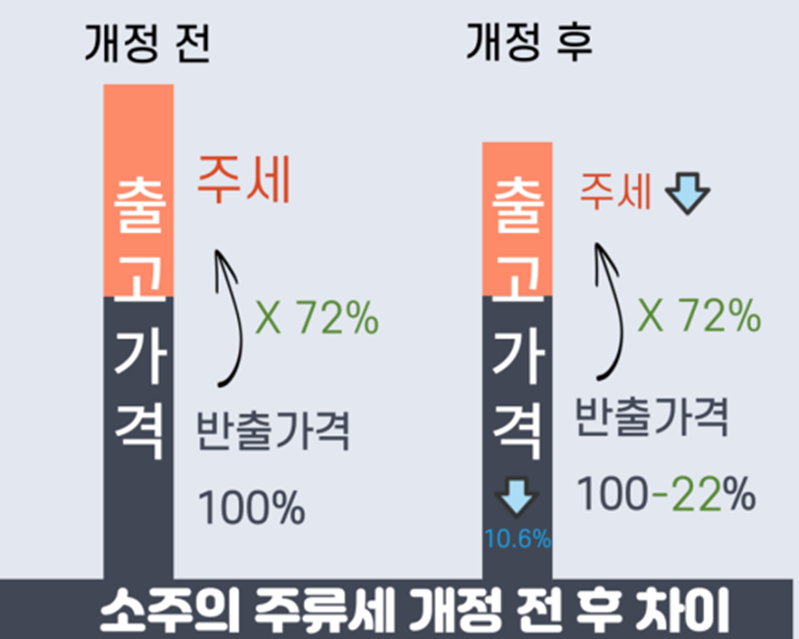 개정 전
개정 후
출고가격
주세
X 72%
반출가격
100%
출고가격
주세
X 72%
반출가격
100-22%
10.6%
소주의 주류세 개정 전 후 차이